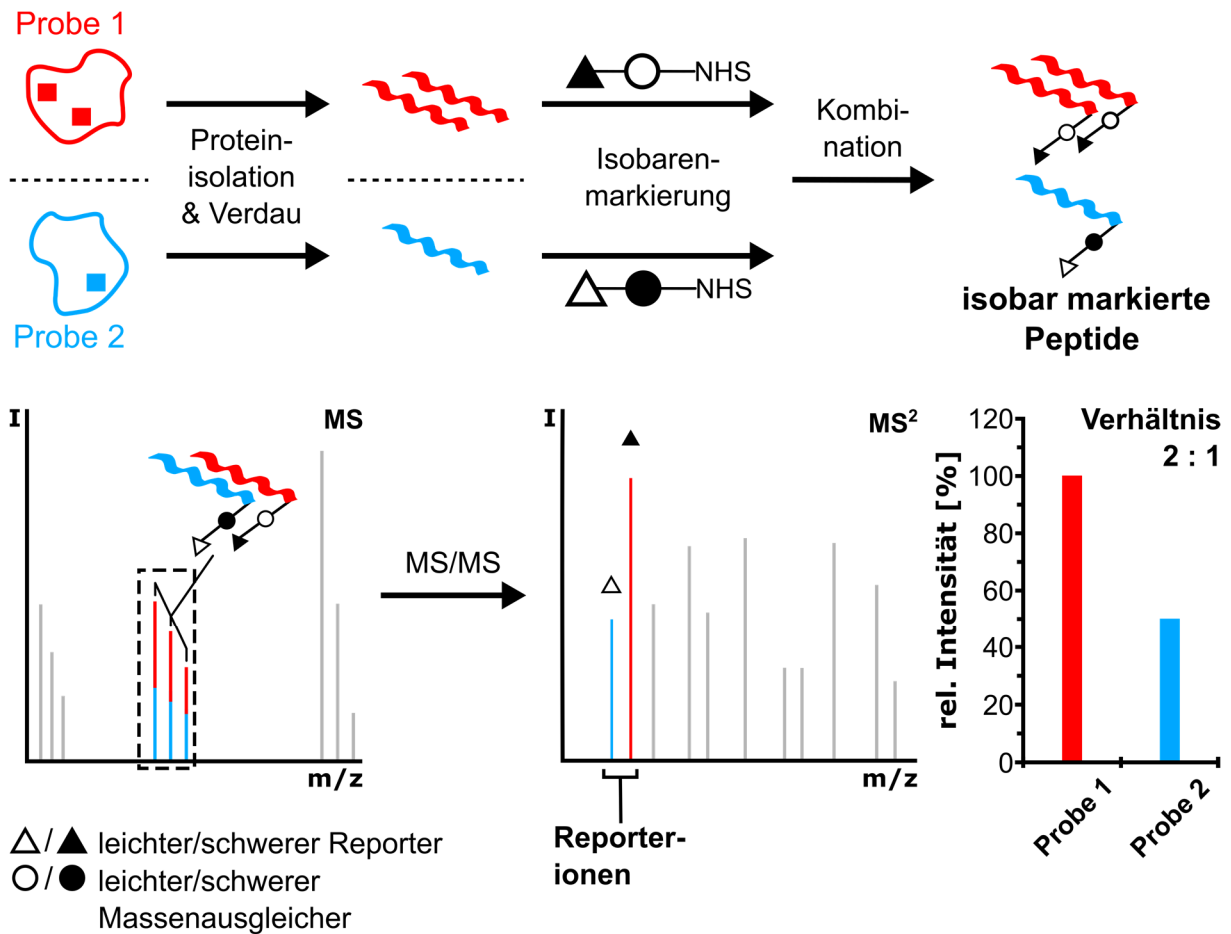 Probe 1
Protein-
isolation
& Verdau
NHS
Isobaren-
markierung
NHS
Kombi-
nation
Probe 2
isobar markierte
Peptide
I
MS
m/z
MS/MS
I
MS²
m/z
Reporter-
ionen
Verhältnis
2 : 1
rel. Intensität [%]
120
100
80
60
40
20
0
Probe 1
Probe 2
/ leichter/schwerer Reporter
/ leichter/schwerer
Massenausgleicher